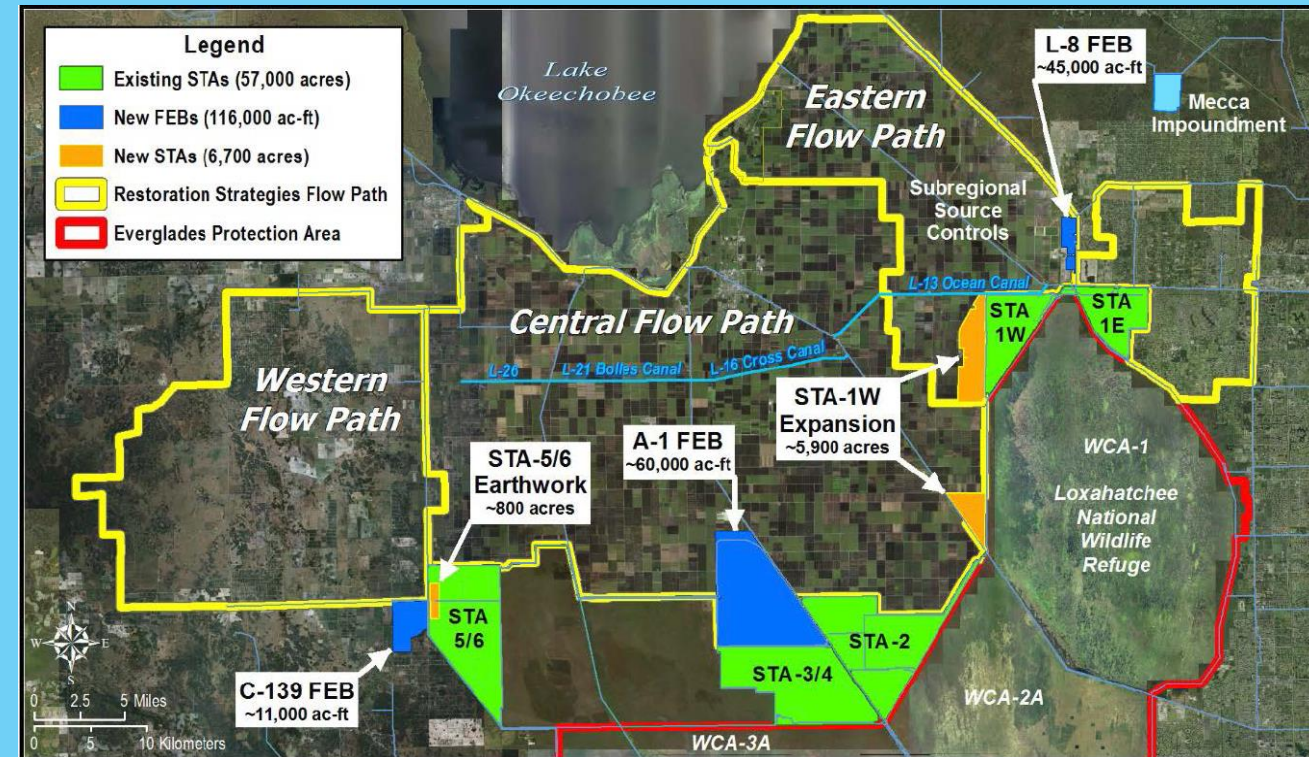 Legend
Existing STAs (57,000 acres)
New FEBs (116,000 ac-ft)
New STAs (6,700 acres)
Restoration Strategies Flow Path
Everglades Protection Area
Lake
Okeechobee
Eastern
Flow Path
L-8 FEB
~45,000 ac-ft
Mecca
Impoundment
Subregional
Source
Controls
L-13 Ocean Canal
STA
1W
STA
1E
Central Flow Path
L-16 Cross Canal
L-26
L-21 Bolles Canal
Western
Flow Path
STA-1W
Expansion
~5,900 acres
A-1 FEB
~60,000 ac-ft
STA-5/6
Earthwork
~800 acres
WCA-1
Loxahatchee
National
Wildlife
Refuge
STA
5/6
STA-2
STA-3/4
C-139 FEB
~11,000 ac-ft
WCA-2A
WCA-3A
N
W E
S
0 2.5 5 Miles
0 5 10 Kilometers